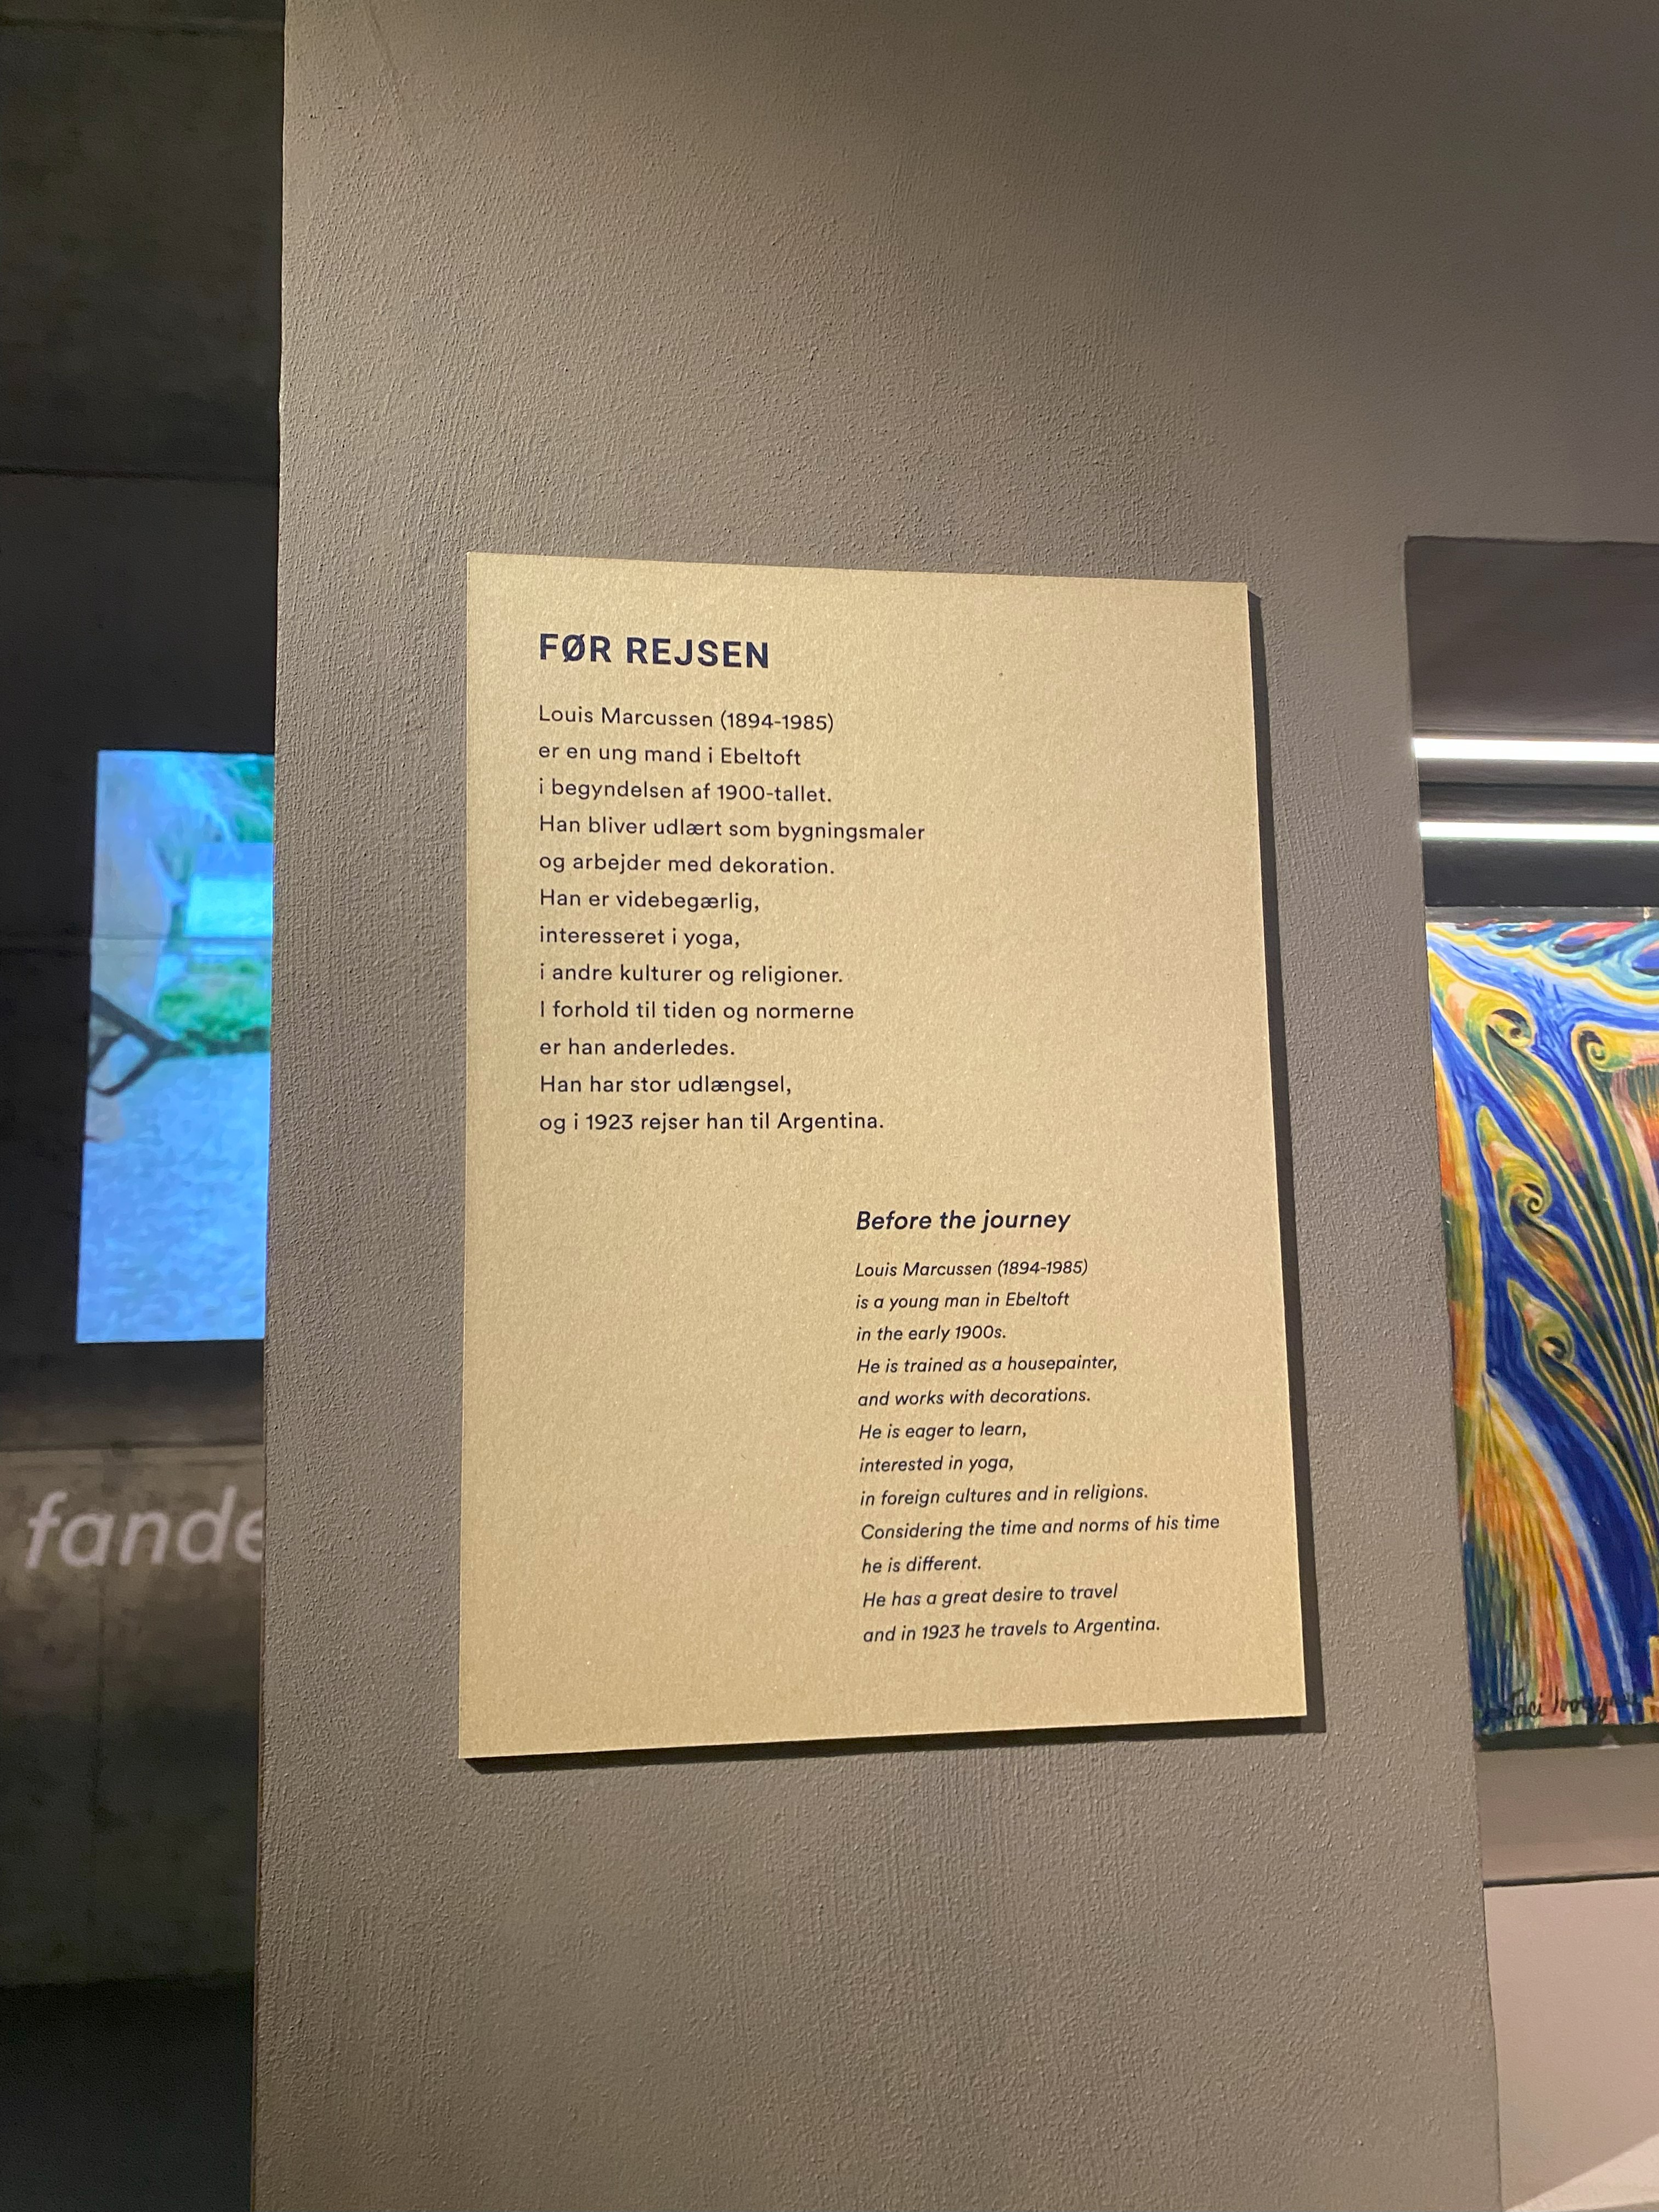 FØR REJSEN
Louis Marcussen (1894-1985)
er en ung mand i Ebeltoft
i begyndelsen af 1900-tallet.
Han bliver udlært som bygningsmaler
og arbejder med dekoration.
Han er videbegærlig,
interesseret i yoga,
i andre kulturer og religioner.
I forhold til tiden og normerne
er han anderledes.
Han har stor udlængsel,
og i 1923 rejser han til Argentina.
Before the journey
Louis Marcussen (1894-1985)
is a young man in Ebeltoft
in the early 1900s.
He is trained as a housepainter,
and works with decorations.
He is eager to learn,
interested in yoga,
in foreign cultures and in religions.
Considering the time and norms of his time
he is different.
He has a great desire to travel
and in 1923 he travels to Argentina.
fande